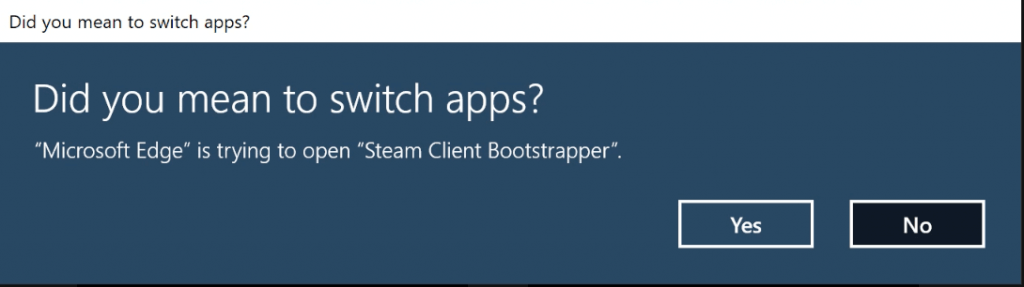 Did you mean to switch apps?
Did you mean to switch apps?
“Microsoft Edge” is trying to open “Steam Client Bootstrapper”.
Yes No